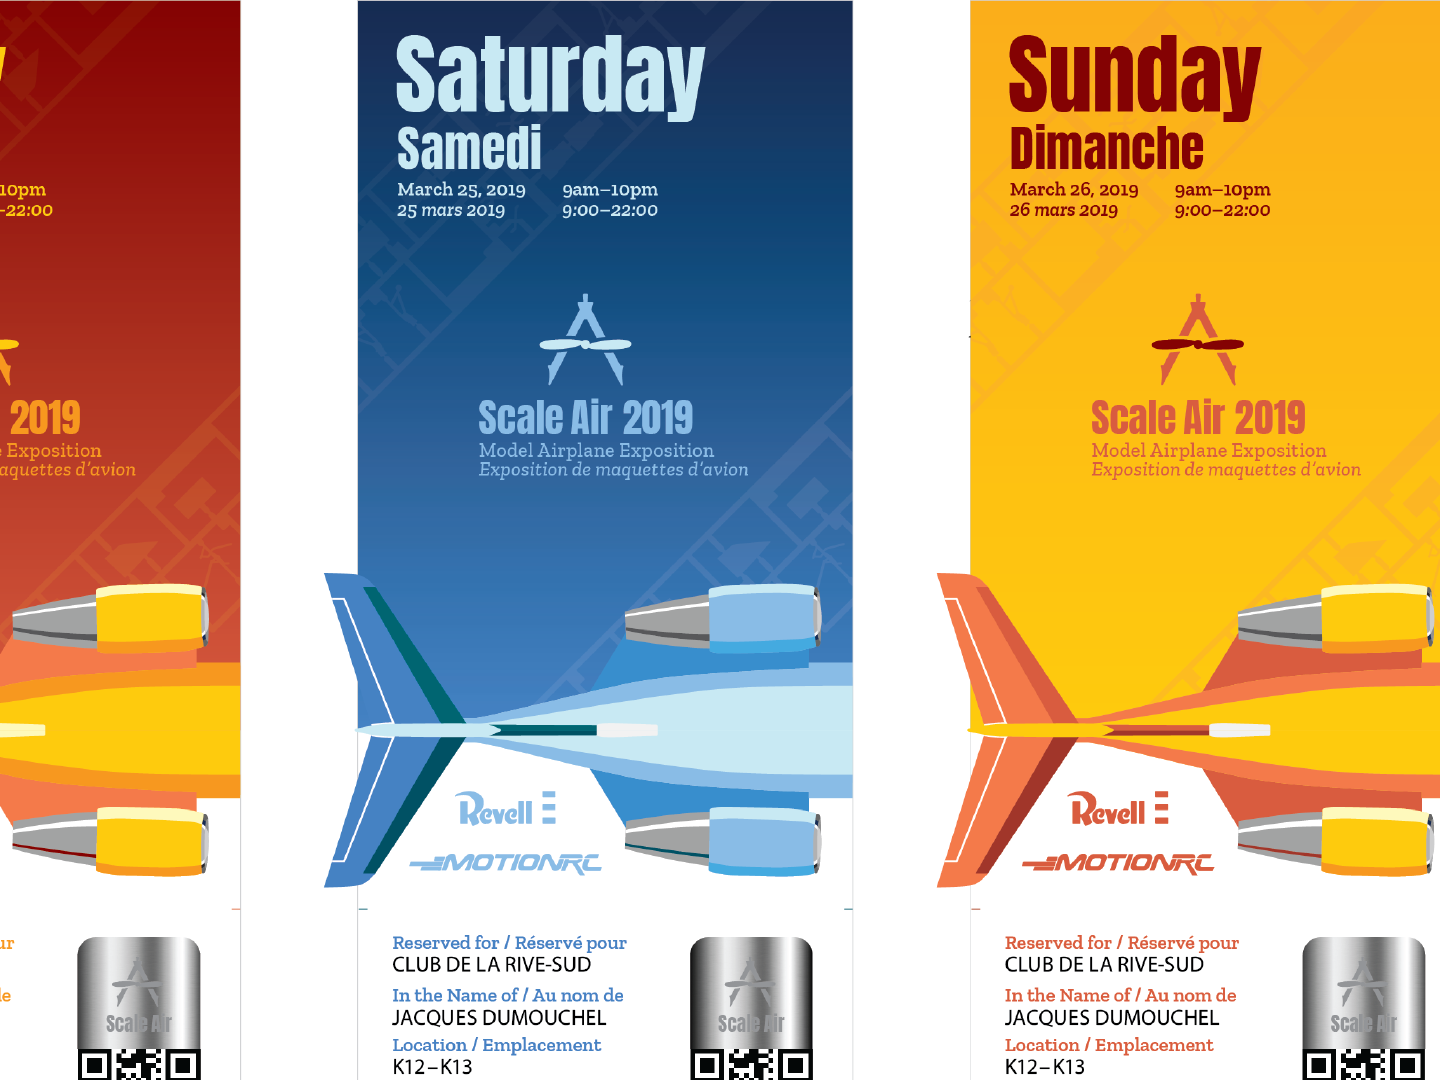 y
10pm
–22:00
2019
e Exposition
aquettes d’avion
ur
le
Scale Air
Saturday
Samedi
March 25, 2019 9am–10pm
25 mars 2019 9:00–22:00
Scale Air 2019
Model Airplane Exposition
Exposition de maquettes d’avion
Revell
MOTIONRC
Reserved for / Réservé pour
CLUB DE LA RIVE-SUD
In the Name of / Au nom de
JACQUES DUMOUCHEL
Location / Emplacement
K12–K13
Scale Air
Sunday
Dimanche
March 26, 2019 9am–10pm
26 mars 2019 9:00–22:00
Scale Air 2019
Model Airplane Exposition
Exposition de maquettes d’avion
Revell
MOTIONRC
Reserved for / Réservé pour
CLUB DE LA RIVE-SUD
In the Name of / Au nom de
JACQUES DUMOUCHEL
Location / Emplacement
K12–K13
Scale Air